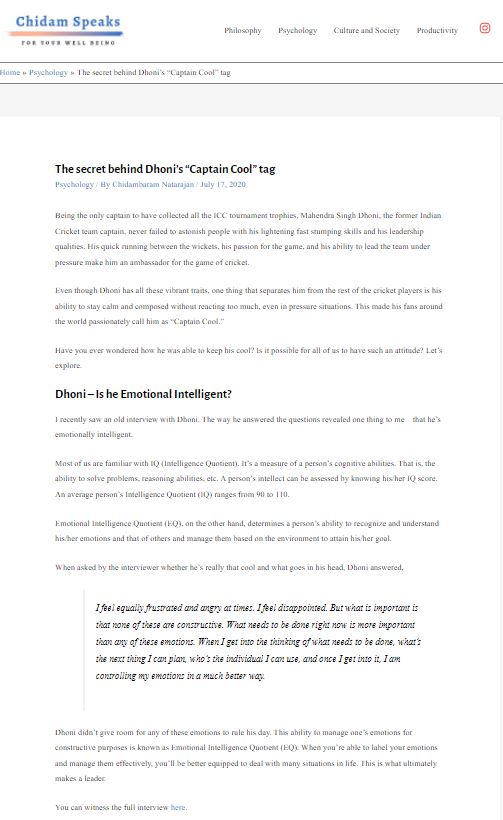 Chidam Speaks
FOR YOUR WELL BEING
Philosophy Psychology Culture and Society Productivity
Home » Psychology » The secret behind Dhoni's “Captain Cool” tag
The secret behind Dhoni's “Captain Cool” tag
Psychology / By Chidambaram Natarajan / July 17, 2020
Being the only captain to have collected all the ICC tournament trophies, Mahendra Singh Dhoni, the former Indian
Cricket team captain, never failed to astonish people with his lightening fast stumping skills and his leadership
qualities. His quick running between the wickets, his passion for the game, and his ability to lead the team under
pressure make him an ambassador for the game of cricket.
Even though Dhoni has all these vibrant traits, one thing that separates him from the rest of the cricket players is his
ability to stay calm and composed without reacting too much, even in pressure situations. This made his fans around
the world passionately call him as “Captain Cool.”
Have you ever wondered how he was able to keep his cool? Is it possible for all of us to have such an attitude? Let's
explore.
Dhoni – Is he Emotional Intelligent?
I recently saw an old interview with Dhoni. The way he answered the questions revealed one thing to me   that he's
emotionally intelligent.
Most of us are familiar with IQ (Intelligence Quotient). It's a measure of a person's cognitive abilities. That is, the
ability to solve problems, reasoning abilities, etc. A person's intellect can be assessed by knowing his/her IQ score.
An average person's Intelligence Quotient (IQ) ranges from 90 to 110.
Emotional Intelligence Quotient (EQ), on the other hand, determines a person's ability to recognize and understand
his/her emotions and that of others and manage them based on the environment to attain his/her goal.
When asked by the interviewer whether he's really that cool and what goes in his head, Dhoni answered,
I feel equally frustrated and angry at times. I feel disappointed. But what is important is
that none of these are constructive. What needs to be done right now is more important
than any of these emotions. When I get into the thinking of what needs to be done, what's
the next thing I can plan, who's the individual I can use, and once I get into it, I am
controlling my emotions in a much better way.
Dhoni didn't give room for any of these emotions to rule his day. This ability to manage one's emotions for
constructive purposes is known as Emotional Intelligence Quotient (EQ). When you're able to label your emotions
and manage them effectively, you'll be better equipped to deal with many situations in life. This is what ultimately
makes a leader.
You can witness the full interview here.